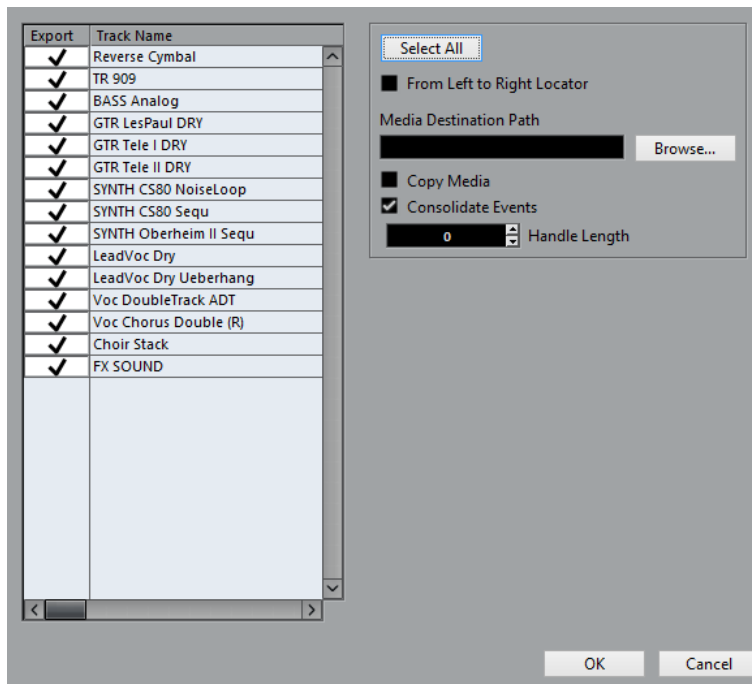 Export Track Name
Reverse Cymbal
TR 909
BASS Analog
GTR LesPaul DRY
GTR Tele I DRY
GTR Tele II DRY
SYNTH CS80 NoiseLoop
SYNTH CS80 Sequ
SYNTH Oberheim II Sequ
LeadVoc Dry
LeadVoc Dry Ueberhang
Voc DoubleTrack ADT
Voc Chorus Double (R)
Choir Stack
FX SOUND
Select All
From Left to Right Locator
Media Destination Path
Browse...
Copy Media
Consolidate Events
0 Handle Length
OK Cancel